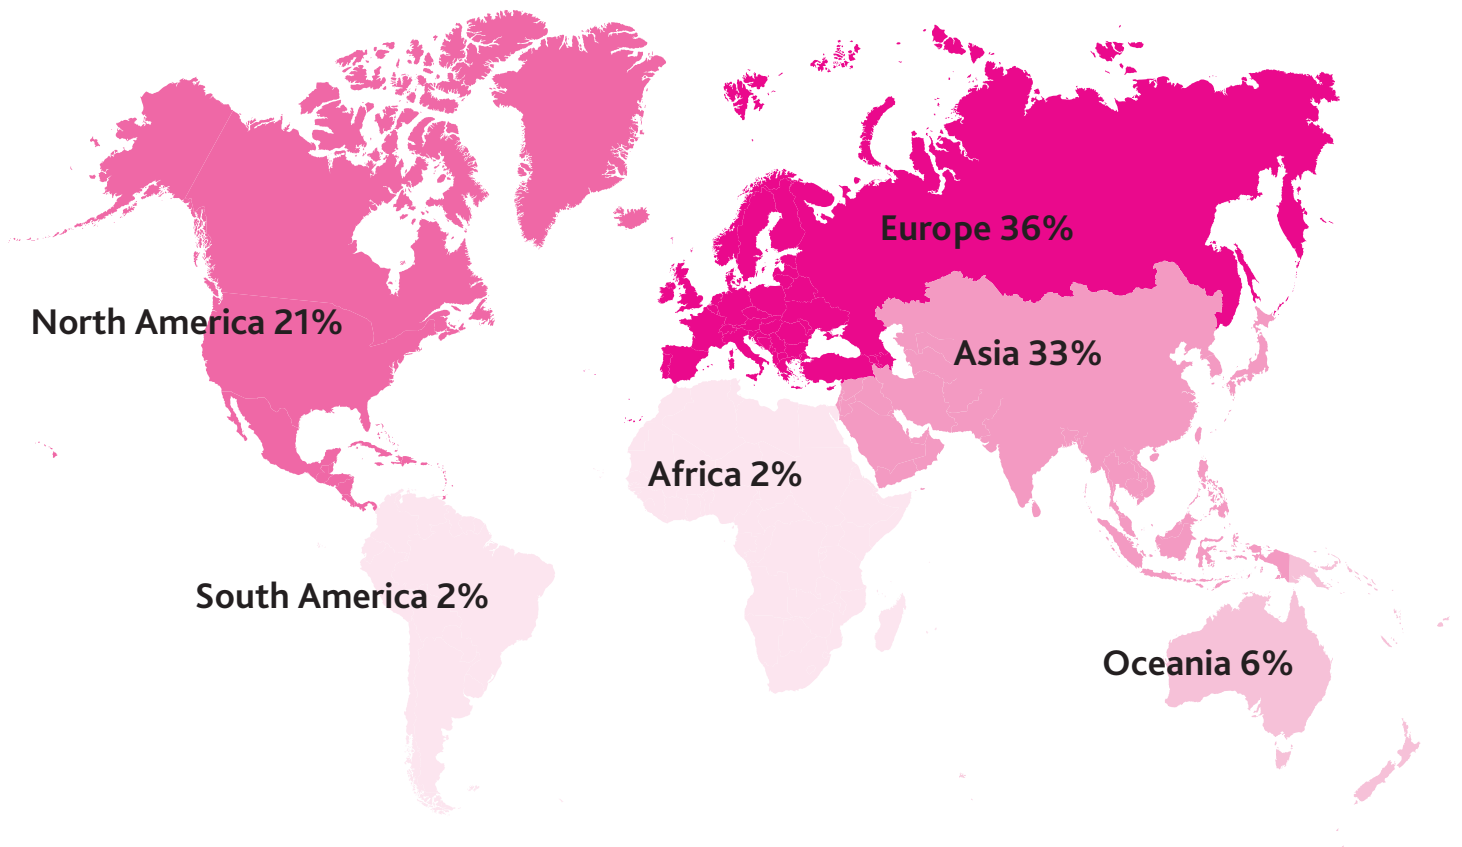 Europe 36%
North America 21%
Asia 33%
Africa 2%
South America 2%
Oceania 6%